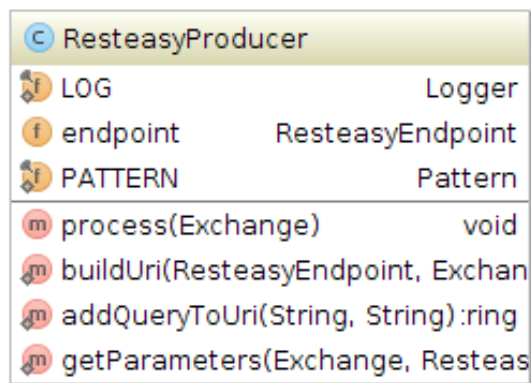 C ResteasyProducer
f LOG Logger
f endpoint ResteasyEndpoint
f PATTERN Pattern
m process(Exchange) void
m buildUri(ResteasyEndpoint, Exchan
m addQueryToUri(String, String):ring
m getParameters(Exchange, Resteas